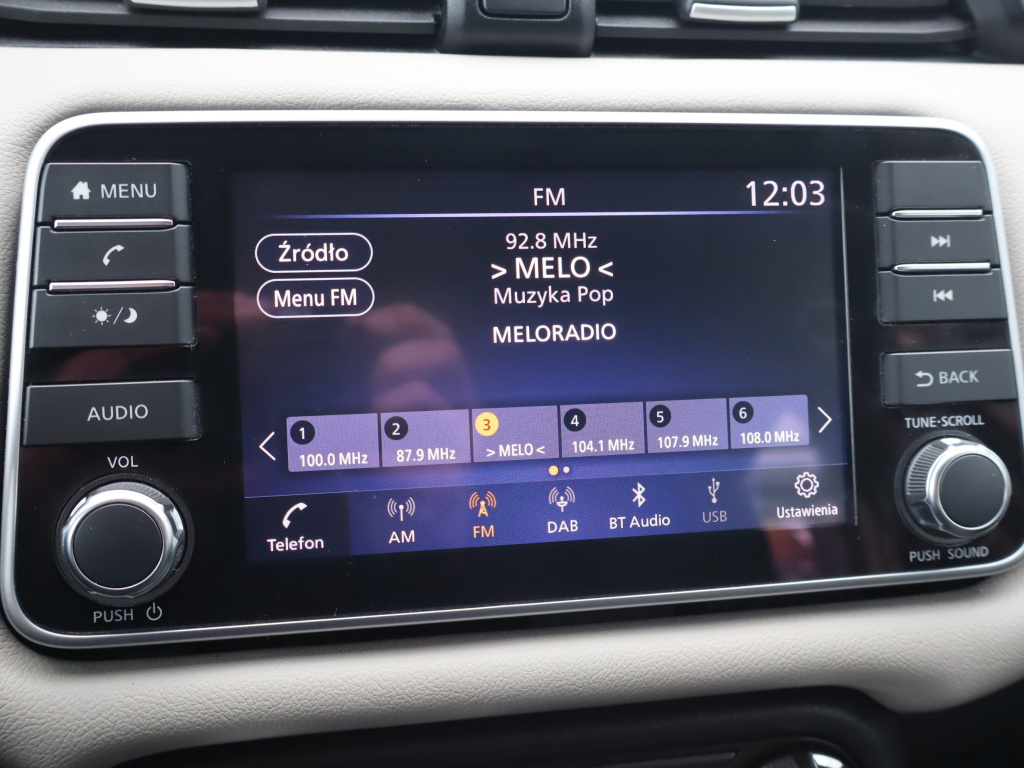 MENU
AUDIO
VOL
PUSH
FM
12:03
Źródło
Menu FM
92.8 MHz
> MELO <
Muzyka Pop
MELORADIO
1
100.0 MHz
2
87.9 MHz
3
> MELO <
4
104.1 MHz
5
107.9 MHz
6
108.0 MHz
Telefon
AM
FM
DAB
BT Audio
USB
Ustawienia
BACK
TUNE·SCROLL
PUSH SOUND